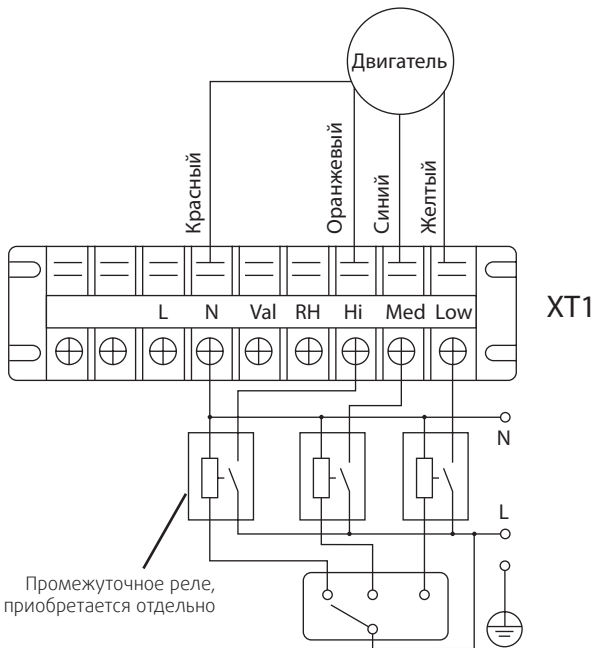 Двигатель
Красный
Оранжевый
Синий
Желтый
L N Val RH Hi Med Low
XT1
N
L
Промежуточное реле,
приобретается отдельно